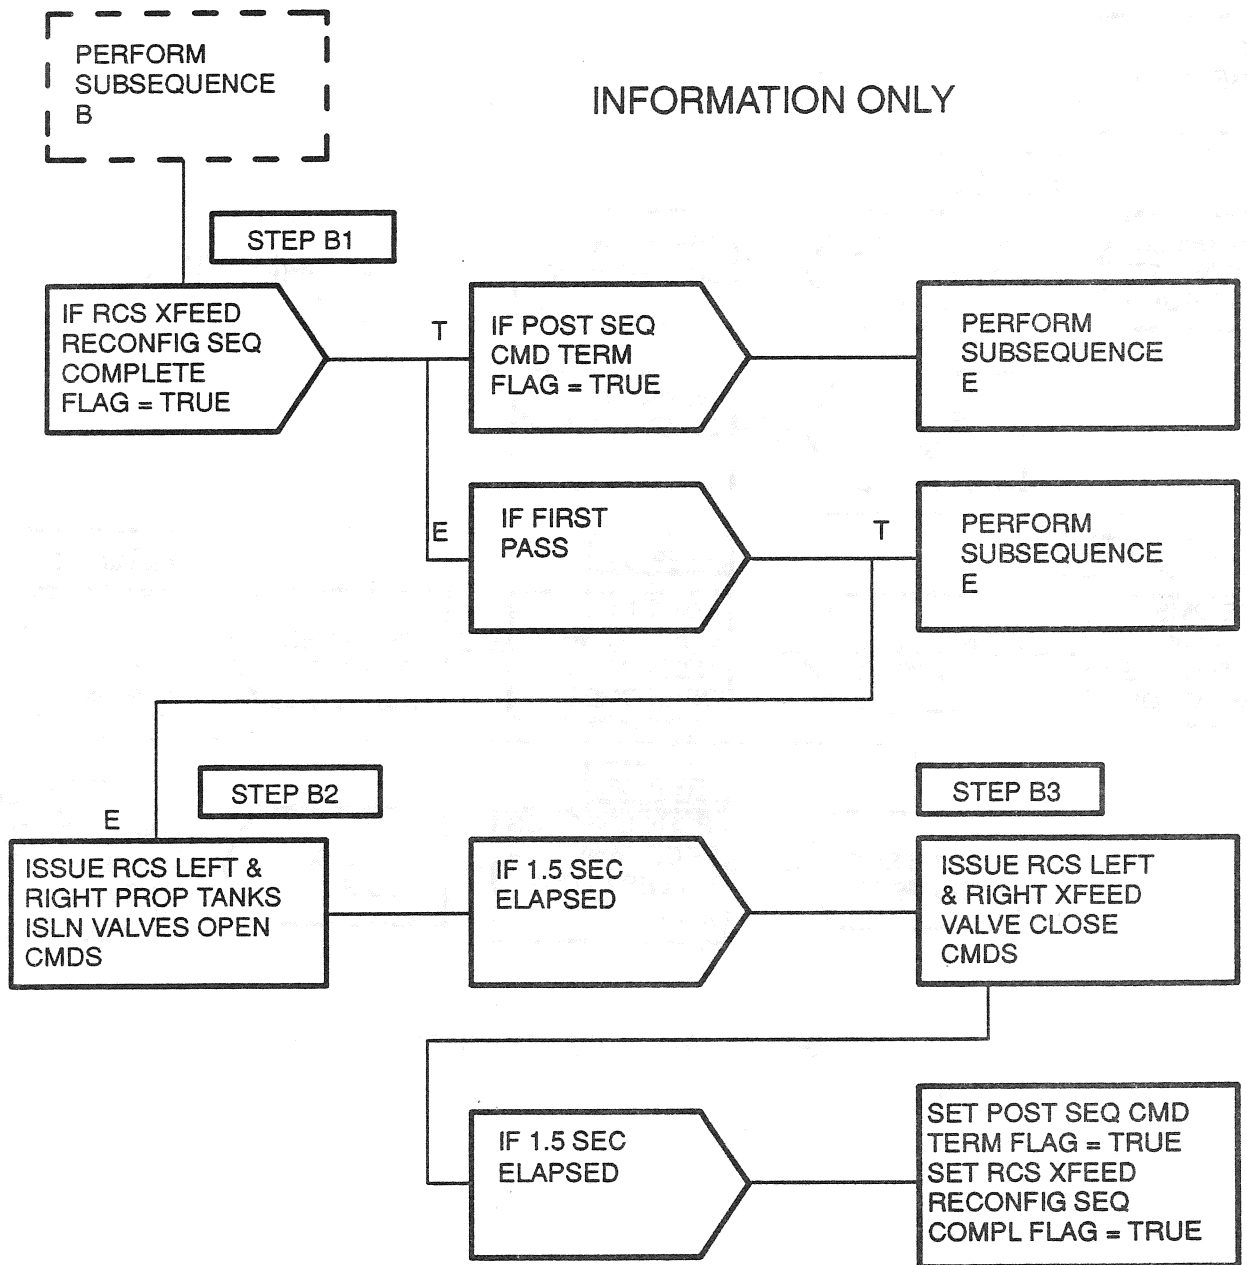 PERFORM
SUBSEQUENCE
B
INFORMATION ONLY
STEP B1
IF RCS XFEED
RECONFIG SEQ
COMPLETE
FLAG = TRUE
T
IF POST SEQ
CMD TERM
FLAG = TRUE
PERFORM
SUBSEQUENCE
E
E
IF FIRST
PASS
T
PERFORM
SUBSEQUENCE
E
E
STEP B2
ISSUE RCS LEFT &
RIGHT PROP TANKS
ISLN VALVES OPEN
CMDS
IF 1.5 SEC
ELAPSED
STEP B3
ISSUE RCS LEFT
& RIGHT XFEED
VALVE CLOSE
CMDS
IF 1.5 SEC
ELAPSED
SET POST SEQ CMD
TERM FLAG = TRUE
SET RCS XFEED
RECONFIG SEQ
COMPL FLAG = TRUE